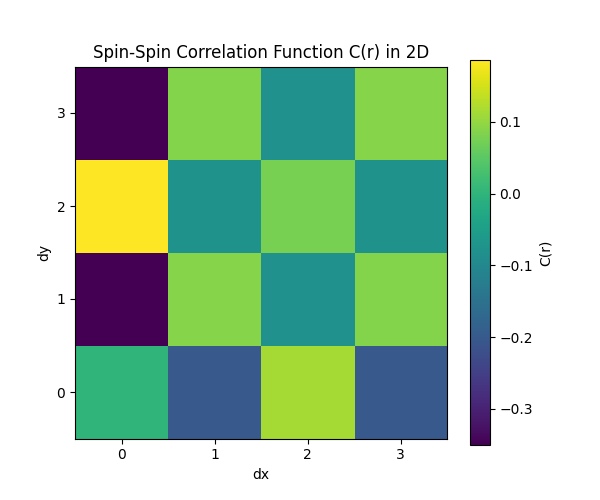 Spin-Spin Correlation Function C(r) in 2D
3
2
1
0
dy
0 1 2 3
dx
0.1
0.0
−0.1
−0.2
−0.3
C(r)